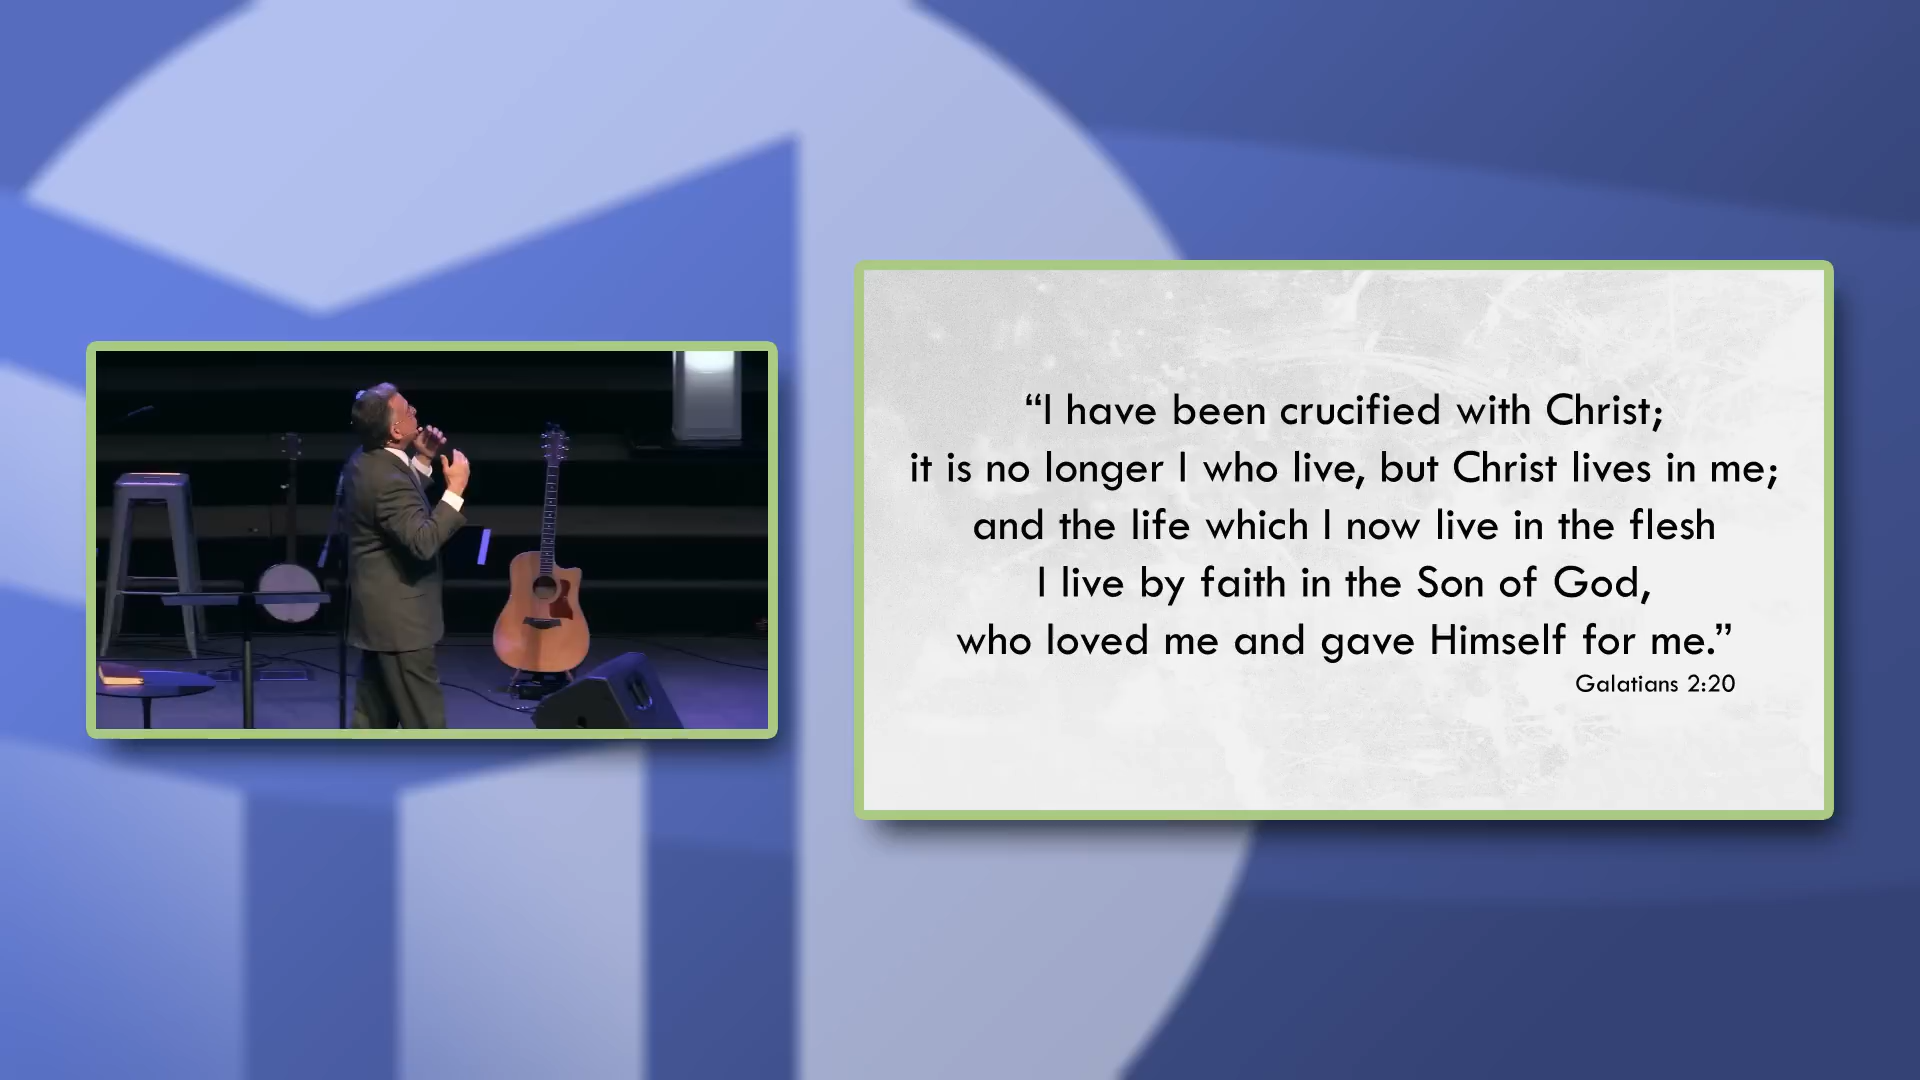 “I have been crucified with Christ;
it is no longer I who live, but Christ lives in me;
and the life which I now live in the flesh
I live by faith in the Son of God,
who loved me and gave Himself for me.”
Galatians 2:20